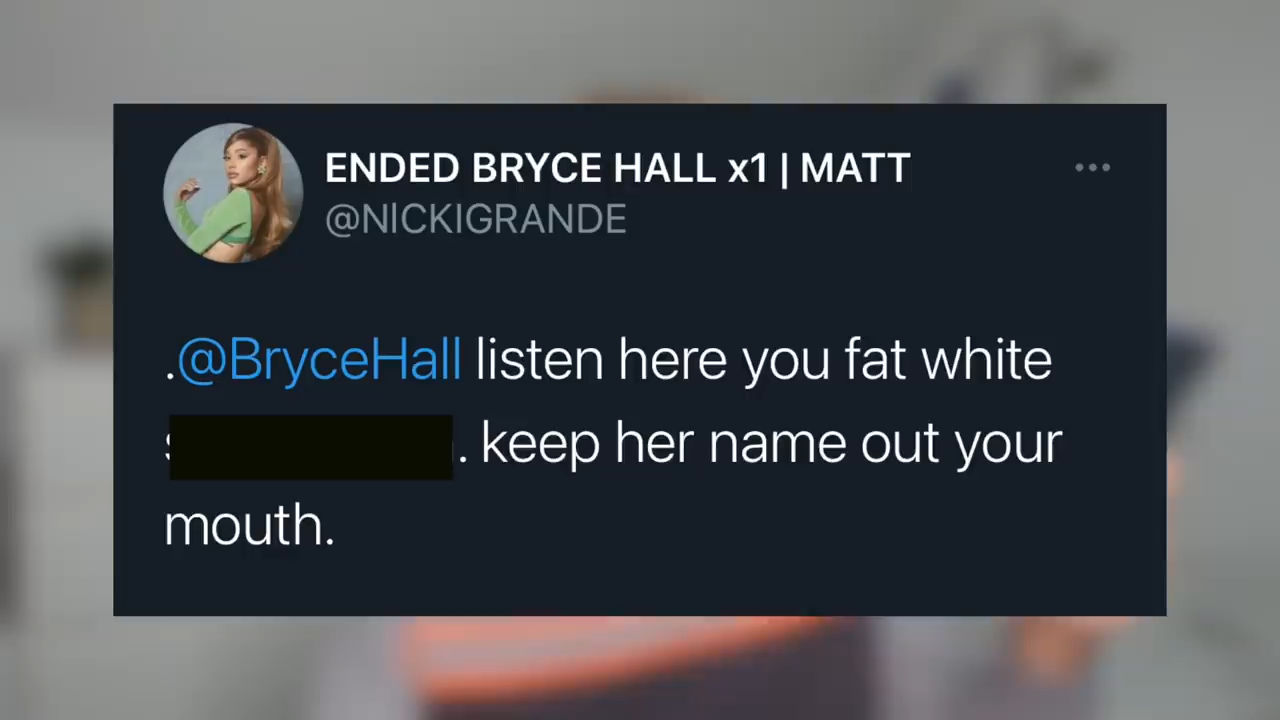 ENDED BRYCE HALL x1 | MATT
@NICKIGRANDE
.@BryceHall listen here you fat white
. keep her name out your
mouth.